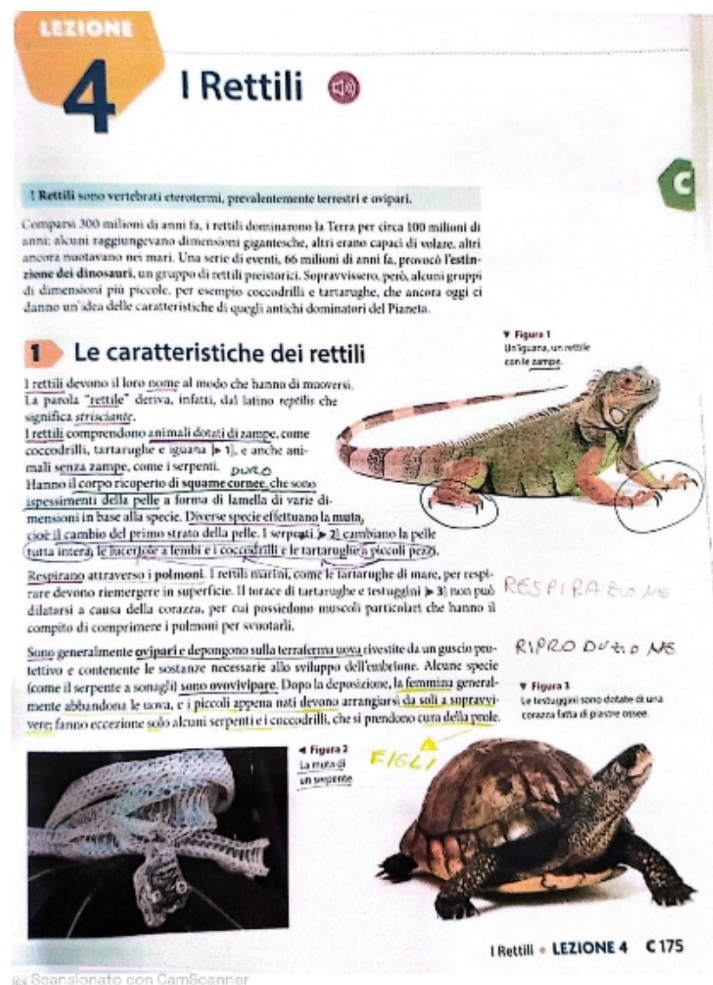 LEZIONE
4
I Rettili
C
I Rettili sono vertebrati eterotermi, prevalentemente terrestri e ovipari.
Comparsi 300 milioni di anni fa, i rettili dominarono la Terra per circa 100 milioni di
anni: alcuni raggiungevano dimensioni gigantesche, altri erano capaci di volare, altri
ancora nuotavano nei mari. Una serie di eventi, 66 milioni di anni fa, provocò l'estin-
zione dei dinosauri, un gruppo di rettili preistorici. Sopravvissero, però, alcuni gruppi
di dimensioni più piccole, per esempio coccodrilli e tartarughe, che ancora oggi ci
danno un'idea delle caratteristiche di quegli antichi dominatori del Pianeta.
▼ Figura 1
Un'iguana, un rettile
con le zampe.
1 Le caratteristiche dei rettili
I rettili devono il loro nome al modo che hanno di muoversi.
La parola "rettile" deriva, infatti, dal latino reptilis che
significa strisciante.
I rettili comprendono animali dotati di zampe, come
coccodrilli, tartarughe e iguana [▸ 1], e anche ani-
mali senza zampe, come i serpenti.
DURO
Hanno il corpo ricoperto di squame cornee, che sono
ispessimenti della pelle a forma di lamella di varie di-
mensioni in base alla specie. Diverse specie effettuano la muta,
cioè il cambio del primo strato della pelle. I serpenti [▸ 2] cambiano la pelle
tutta intera, le lucertole a lembi e i coccodrilli e le tartarughe a piccoli pezzi.
Respirano attraverso i polmoni. I rettili marini, come le tartarughe di mare, per respi-
rare devono riemergere in superficie. Il torace di tartarughe e testuggini [▸ 3] non può
dilatarsi a causa della corazza, per cui possiedono muscoli particolari che hanno il
compito di comprimere i polmoni per svuotarli.
RESPIRAZIONE
Sono generalmente ovipari e depongono sulla terraferma uova rivestite da un guscio pro-
tettivo e contenente le sostanze necessarie allo sviluppo dell'embrione. Alcune specie
(come il serpente a sonagli) sono ovovivipare. Dopo la deposizione, la femmina general-
mente abbandona le uova, e i piccoli appena nati devono arrangiarsi da soli a sopravvi-
vere; fanno eccezione solo alcuni serpenti e i coccodrilli, che si prendono cura della prole.
RIPRODUZIONE
▼ Figura 3
Le testuggini sono dotate di una
corazza fatta di piastre ossee.
◄ Figura 2
La muta di
un serpente.
FIGLI
I Rettili • LEZIONE 4 C 175
Scansionato con CamScanner